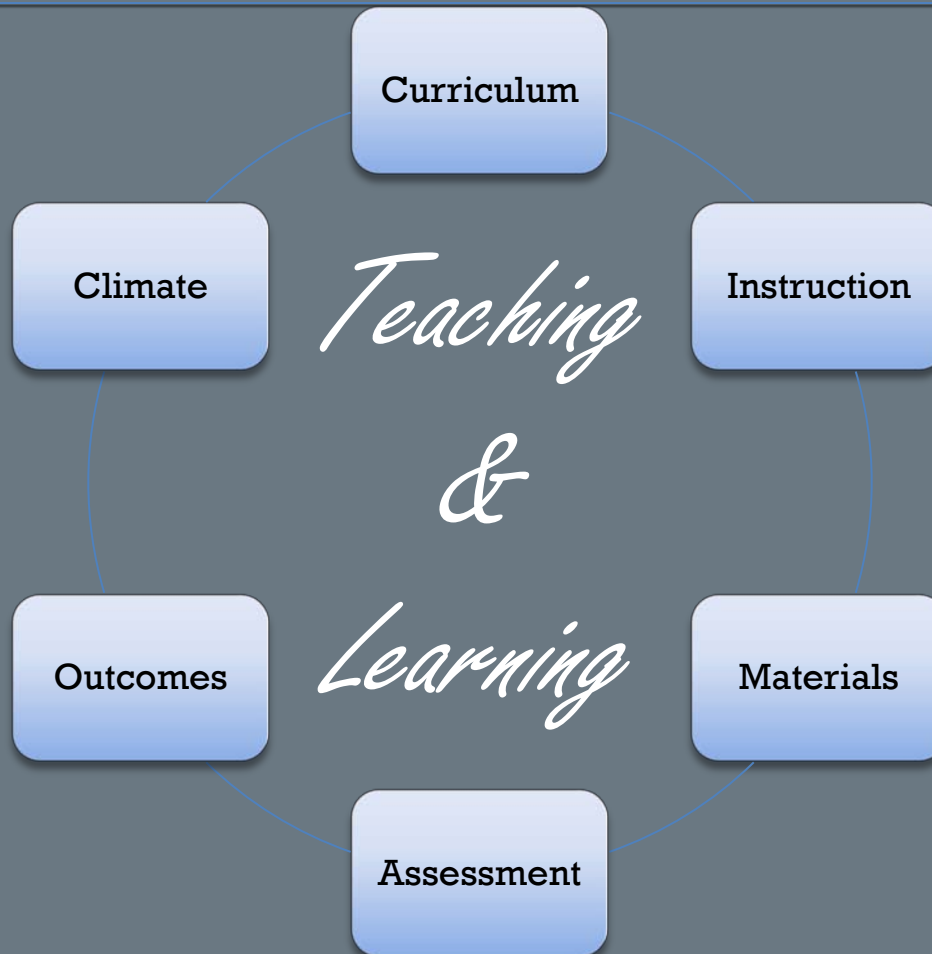 Curriculum
Climate
Instruction
Teaching
&
Learning
Outcomes
Materials
Assessment